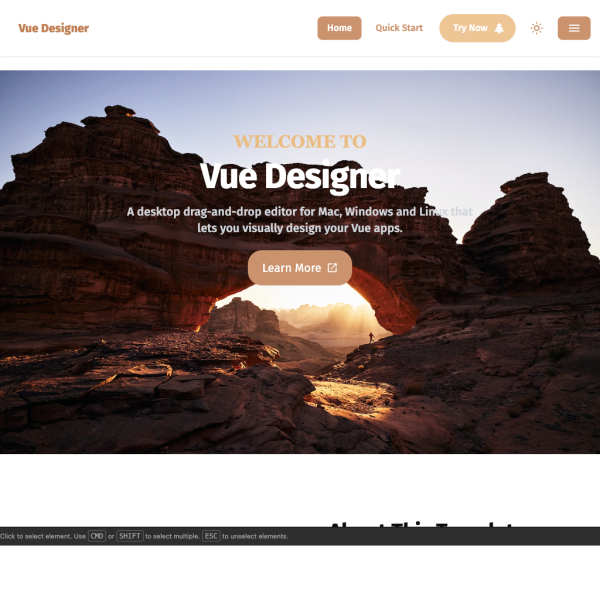 Vue Designer
Home
Quick Start
Try Now
WELCOME TO
Vue Designer
A desktop drag-and-drop editor for Mac, Windows and Linux that
lets you visually design your Vue apps.
Learn More
About This
Click to select element. Use CMD or SHIFT to select multiple. ESC to unselect elements.